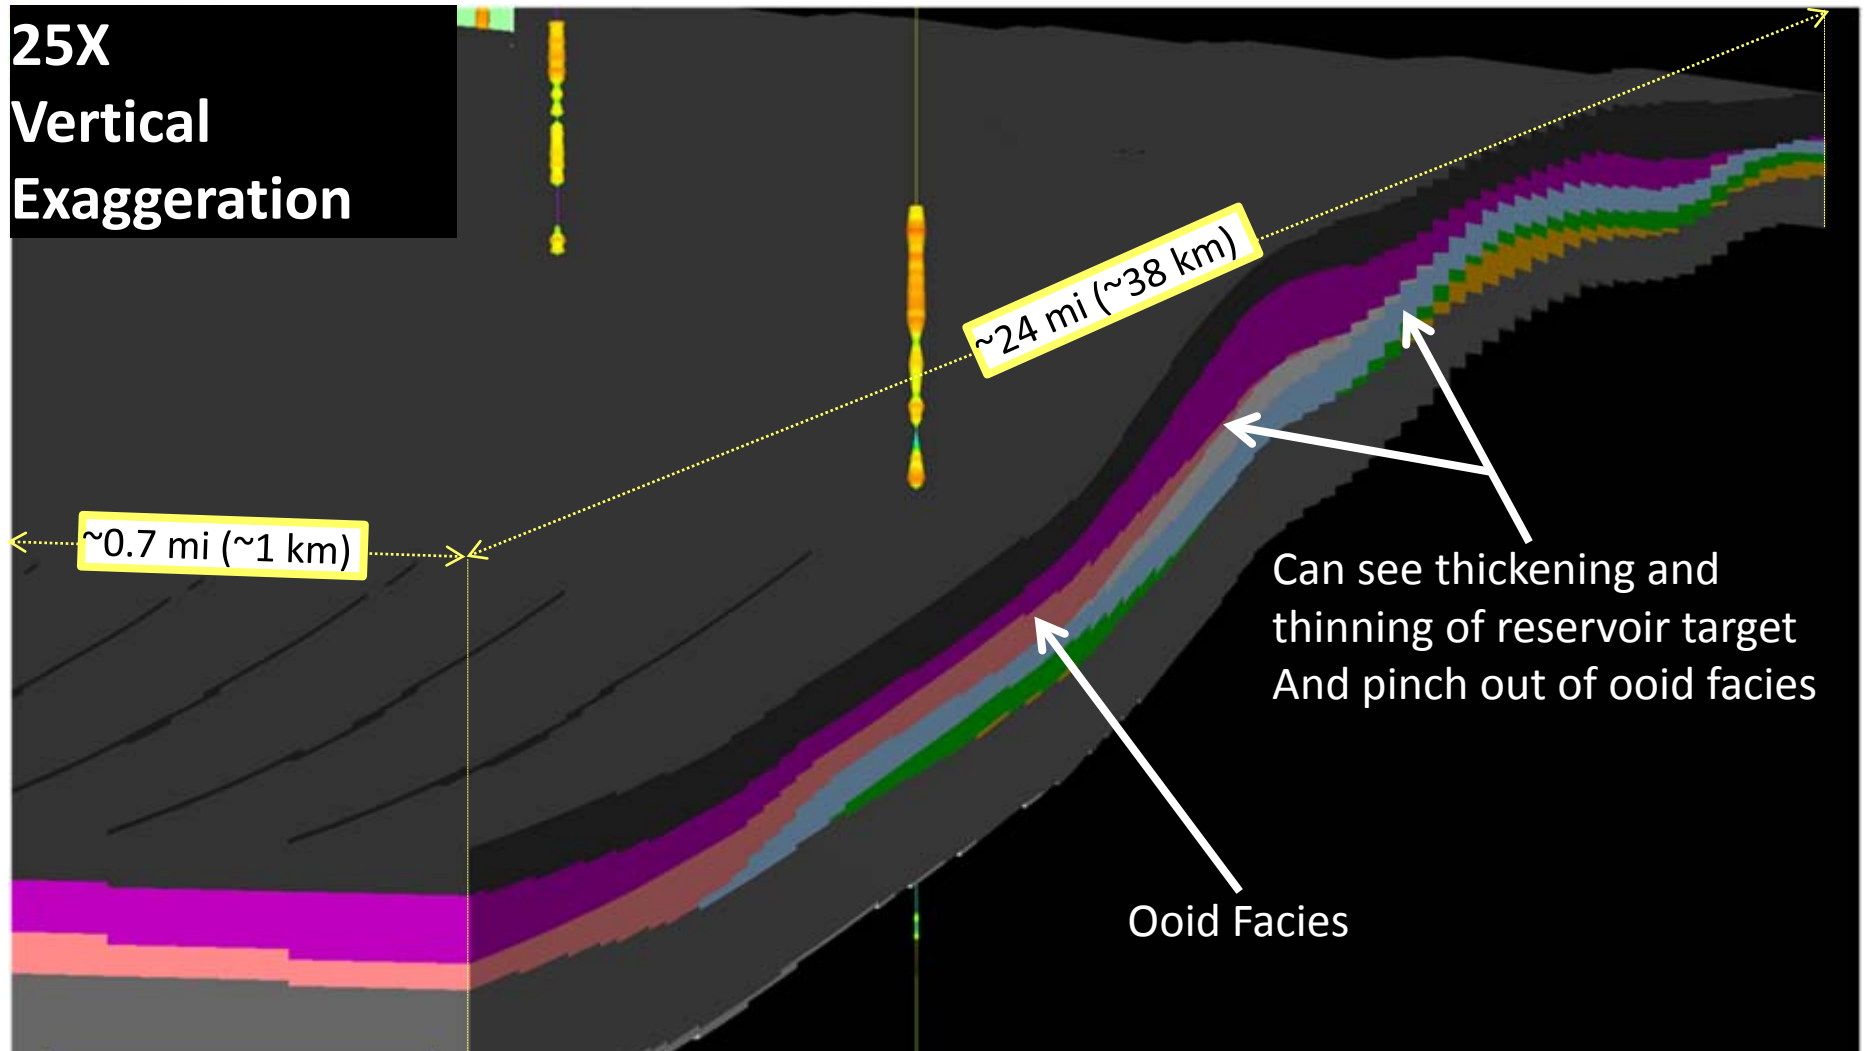 25X
Vertical
Exaggeration
~24 mi (~38 km)
~0.7 mi (~1 km)
Can see thickening and
thinning of reservoir target
And pinch out of ooid facies
Ooid Facies